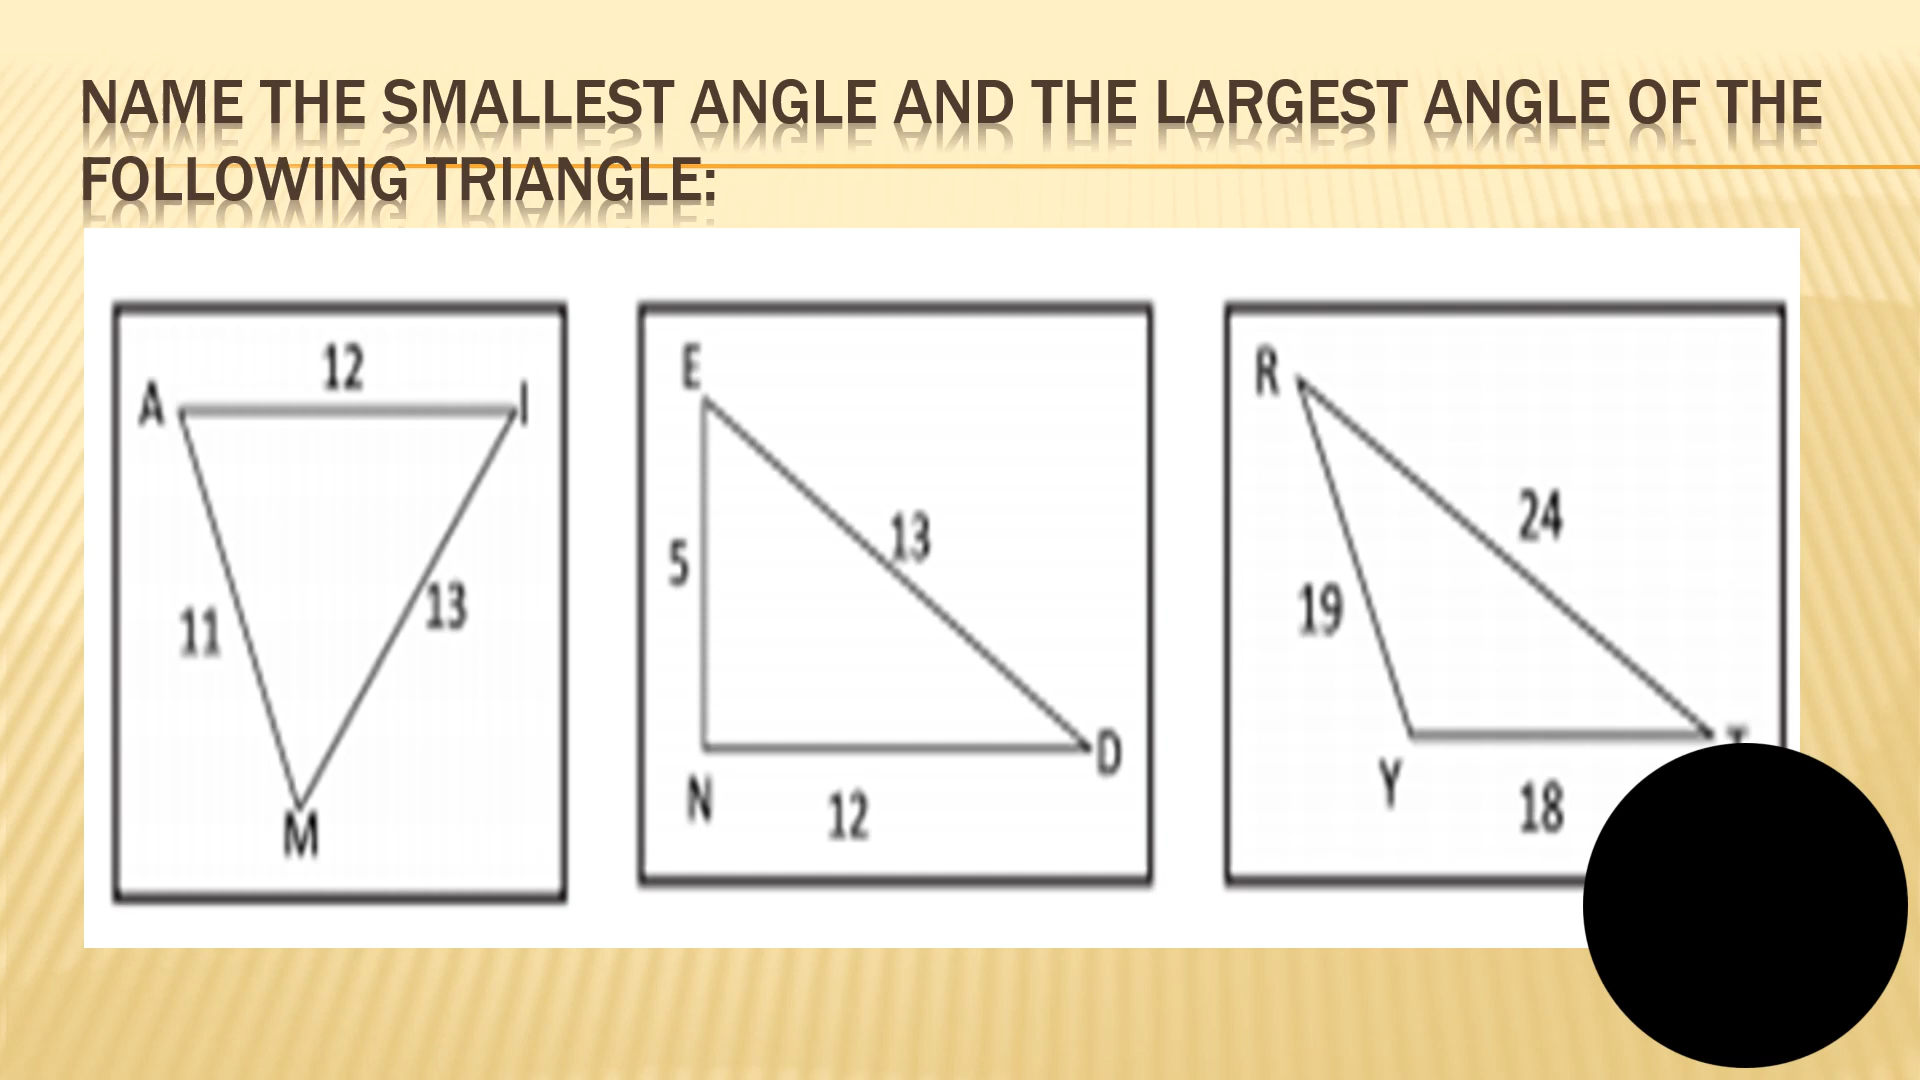 NAME THE SMALLEST ANGLE AND THE LARGEST ANGLE OF THE
FOLLOWING TRIANGLE:
12
A
I
11
13
M
E
5
13
N
D
12
R
24
19
Y
18